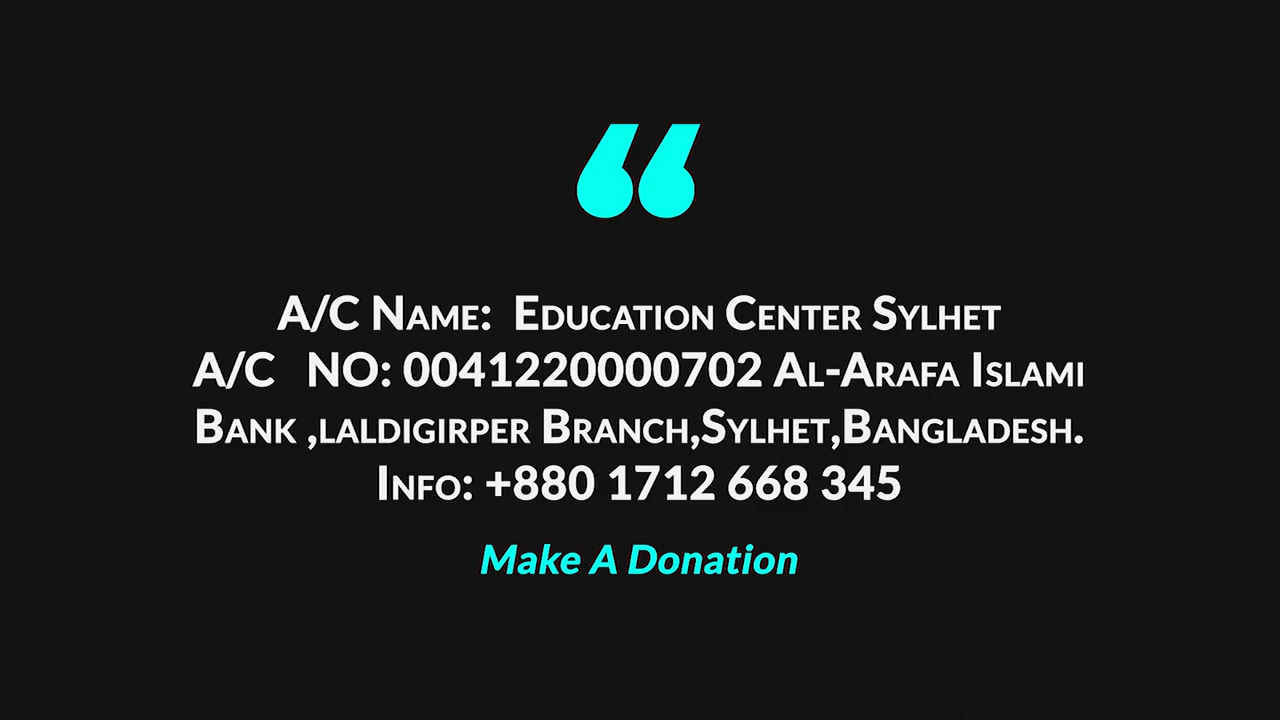 “
A/C Name: Education Center Sylhet
A/C NO: 0041220000702 Al-Arafa Islami
Bank ,laldigirper Branch,Sylhet,Bangladesh.
Info: +880 1712 668 345
Make A Donation